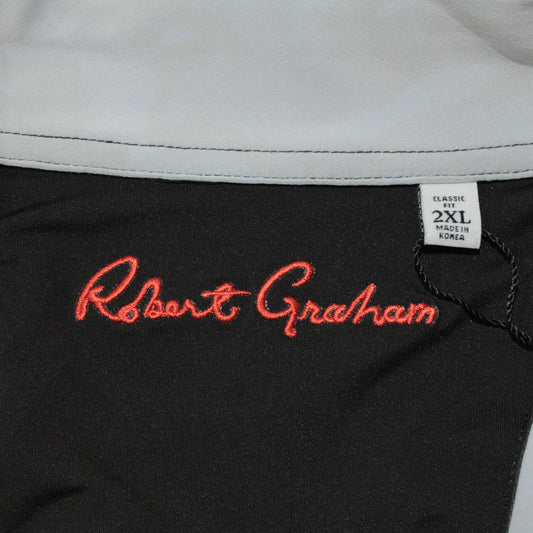 CLASSIC
FIT
2XL
MADE IN
KOREA
Robert Graham